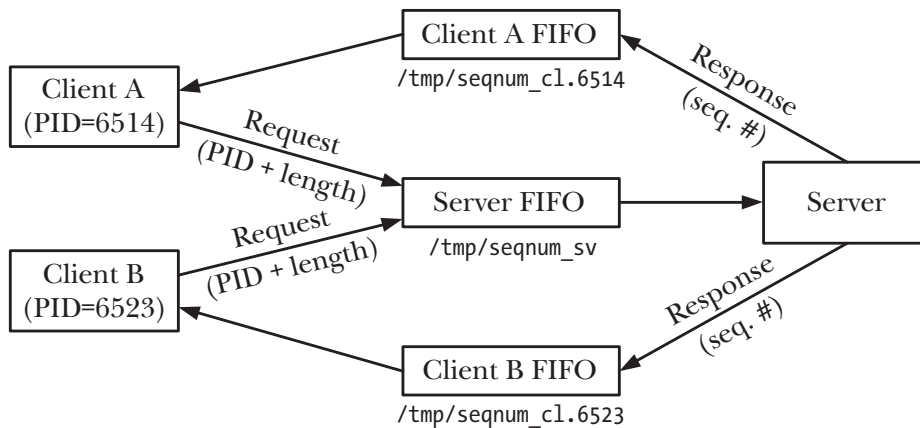 Client A FIFO
/tmp/seqnum_cl.6514
Client A
(PID=6514)
Request
(PID + length)
Response
(seq. #)
Server FIFO
/tmp/seqnum_sv
Server
Client B
(PID=6523)
Request
(PID + length)
Response
(seq. #)
Client B FIFO
/tmp/seqnum_cl.6523